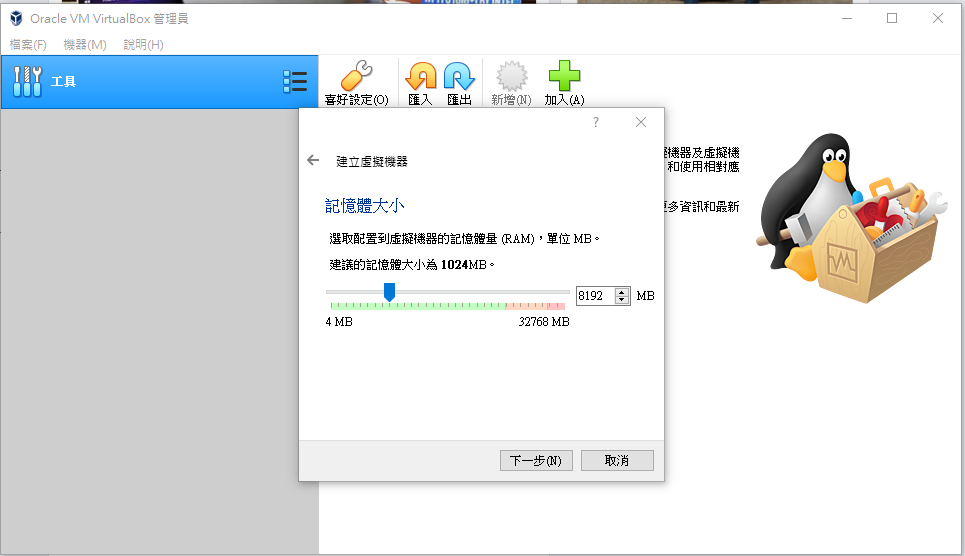 Oracle VM VirtualBox 管理員
檔案(F) 機器(M) 說明(H)
工具
喜好設定(O) 匯入 匯出 新增(N) 加入(A)
?
建立虛擬機器
機器及虛擬機
和使用相對應
更多資訊和最新
記憶體大小
選取配置到虛擬機器的記憶體量 (RAM)，單位 MB。
建議的記憶體大小為 1024MB。
8192 MB
4 MB 32768 MB
下一步(N) 取消